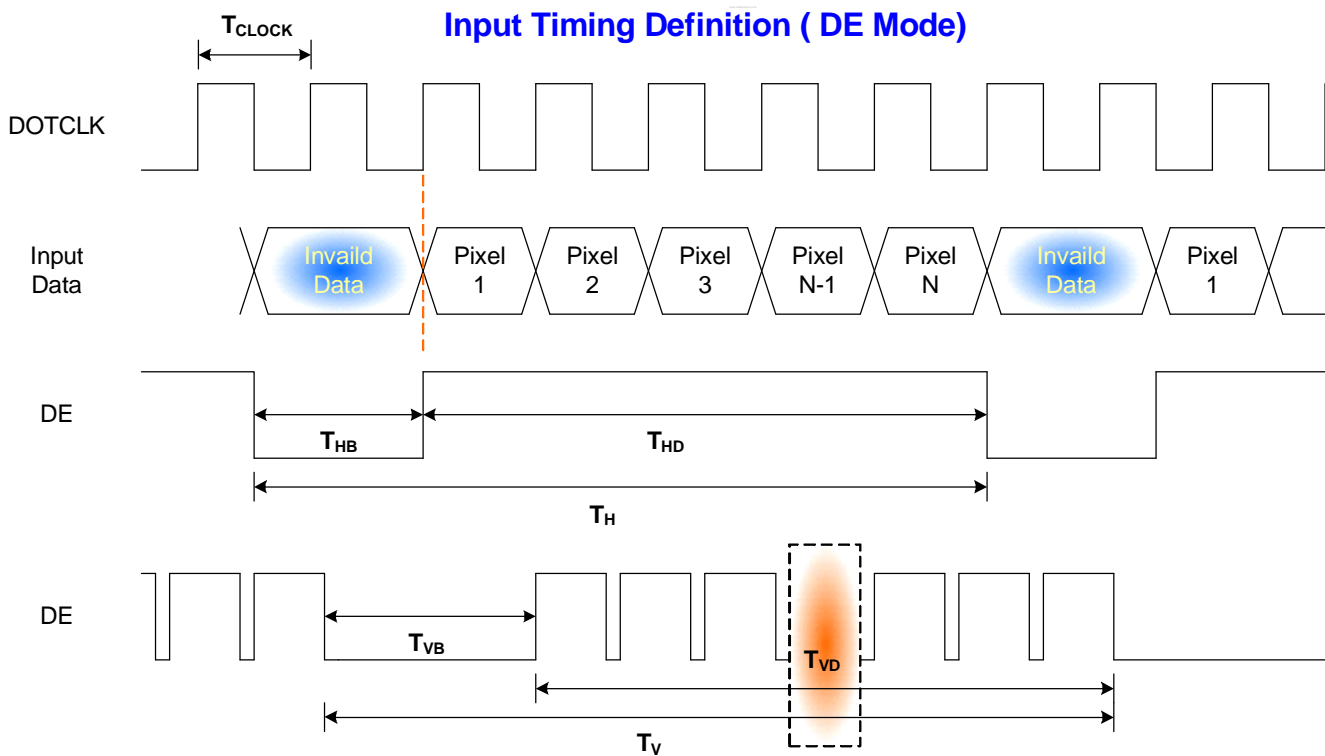 Input Timing Definition ( DE Mode)
TCLOCK
DOTCLK
Input
Data
Invaild
Data
Pixel
1
Pixel
2
Pixel
3
Pixel
N-1
Pixel
N
Invaild
Data
Pixel
1
DE
THB
THD
TH
DE
TVB
TVD
TV